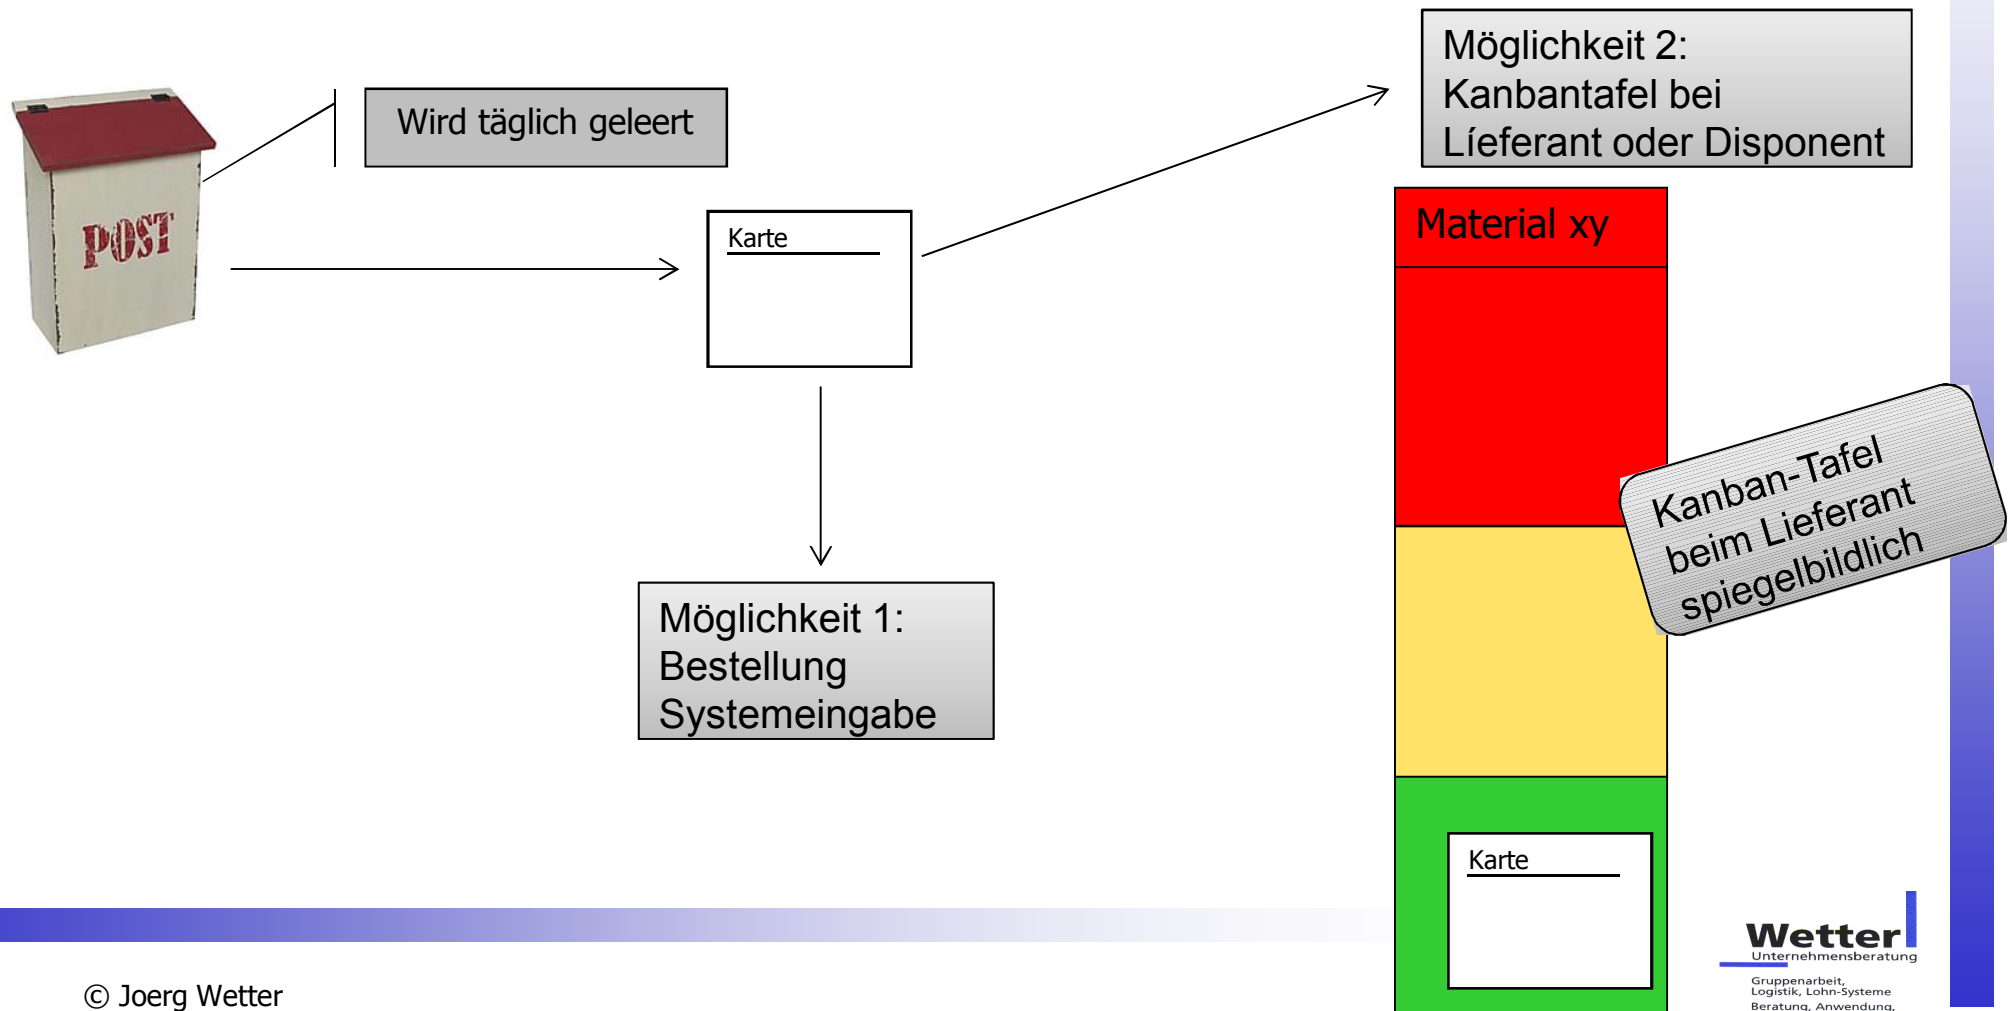 Möglichkeit 2:
Kanbantafel bei
Líeferant oder Disponent
Wird täglich geleert
POST
Karte
Material xy
Kanban-Tafel
beim Lieferant
spiegelbildlich
Möglichkeit 1:
Bestellung
Systemeingabe
Karte
Wetter
Unternehmensberatung
Gruppenarbeit,
Logistik, Lohn-Systeme
Beratung, Anwendung,
© Joerg Wetter